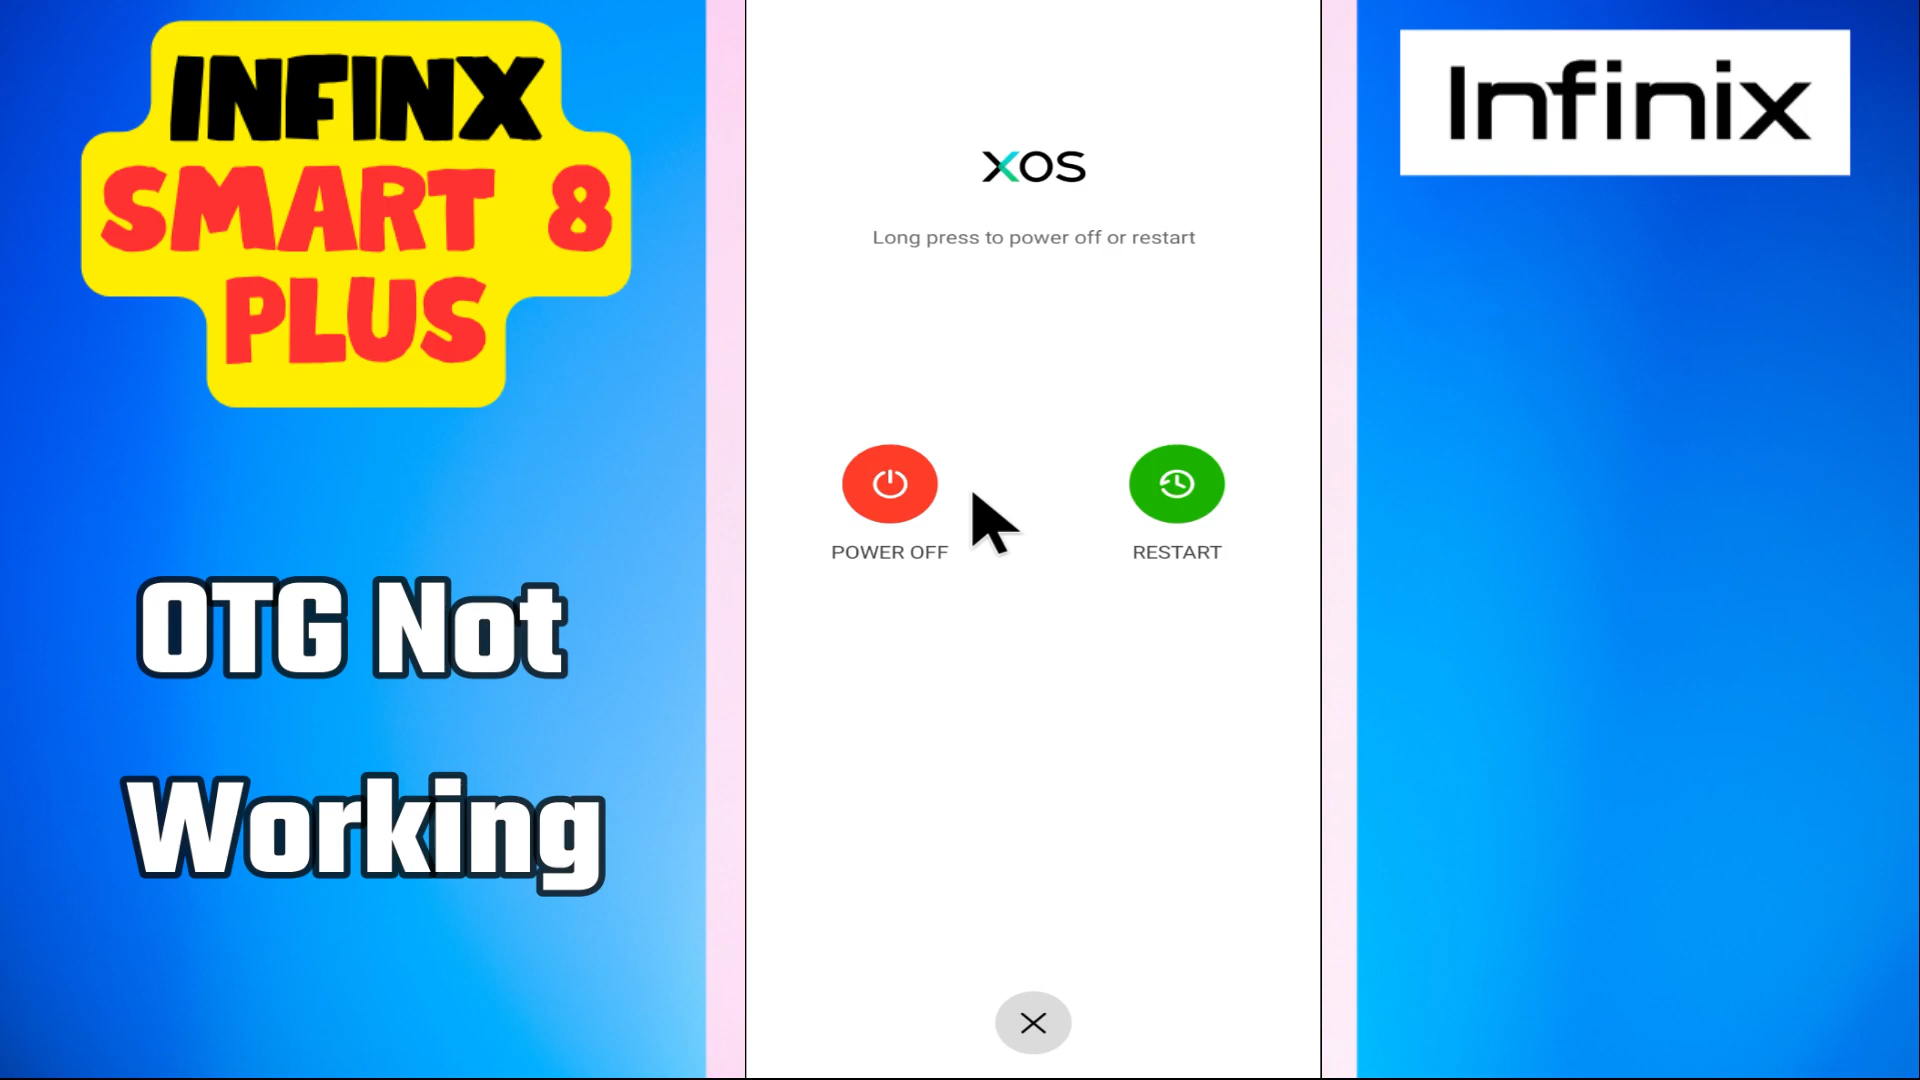 INFINX
SMART 8
PLUS
OTG Not
Working
XOS
Long press to power off or restart
POWER OFF
RESTART
Infinix